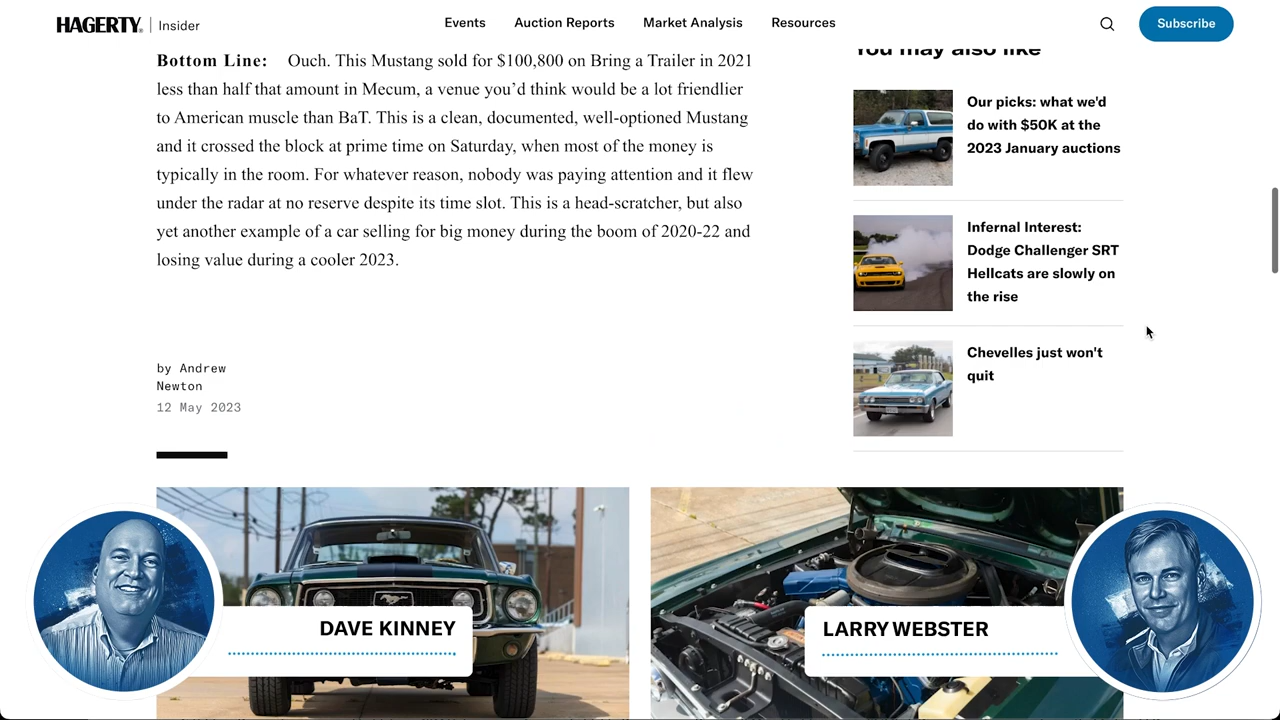 HAGERTY | Insider
Events
Auction Reports
Market Analysis
Resources
Subscribe
Bottom Line: Ouch. This Mustang sold for $100,800 on Bring a Trailer in 2021
less than half that amount in Mecum, a venue you’d think would be a lot friendlier
to American muscle than BaT. This is a clean, documented, well-optioned Mustang
and it crossed the block at prime time on Saturday, when most of the money is
typically in the room. For whatever reason, nobody was paying attention and it flew
under the radar at no reserve despite its time slot. This is a head-scratcher, but also
yet another example of a car selling for big money during the boom of 2020-22 and
losing value during a cooler 2023.
by Andrew
Newton
12 May 2023
You may also like
Our picks: what we'd
do with $50K at the
2023 January auctions
Infernal Interest:
Dodge Challenger SRT
Hellcats are slowly on
the rise
Chevelles just won't
quit
DAVE KINNEY
LARRY WEBSTER